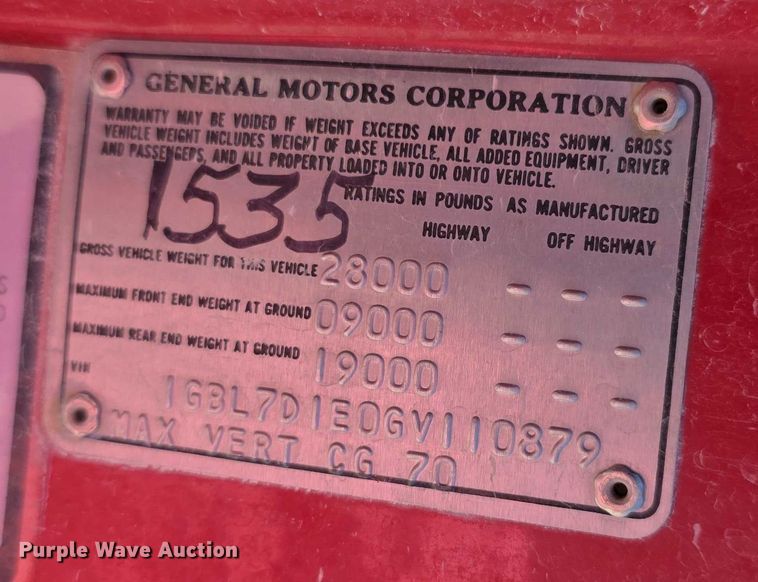 GENERAL MOTORS CORPORATION
WARRANTY MAY BE VOIDED IF WEIGHT EXCEEDS ANY OF RATINGS SHOWN. GROSS
VEHICLE WEIGHT INCLUDES WEIGHT OF BASE VEHICLE, ALL ADDED EQUIPMENT, DRIVER
AND PASSENGERS, AND ALL PROPERTY LOADED INTO OR ONTO VEHICLE.
1535
RATINGS IN POUNDS AS MANUFACTURED
HIGHWAY OFF HIGHWAY
GROSS VEHICLE WEIGHT FOR THIS VEHICLE 28000 - - -
MAXIMUM FRONT END WEIGHT AT GROUND 09000 - - -
MAXIMUM REAR END WEIGHT AT GROUND 19000 - - -
VIN
1GBL7D1E0GV110879
MAX VERT CG 70
Purple Wave Auction